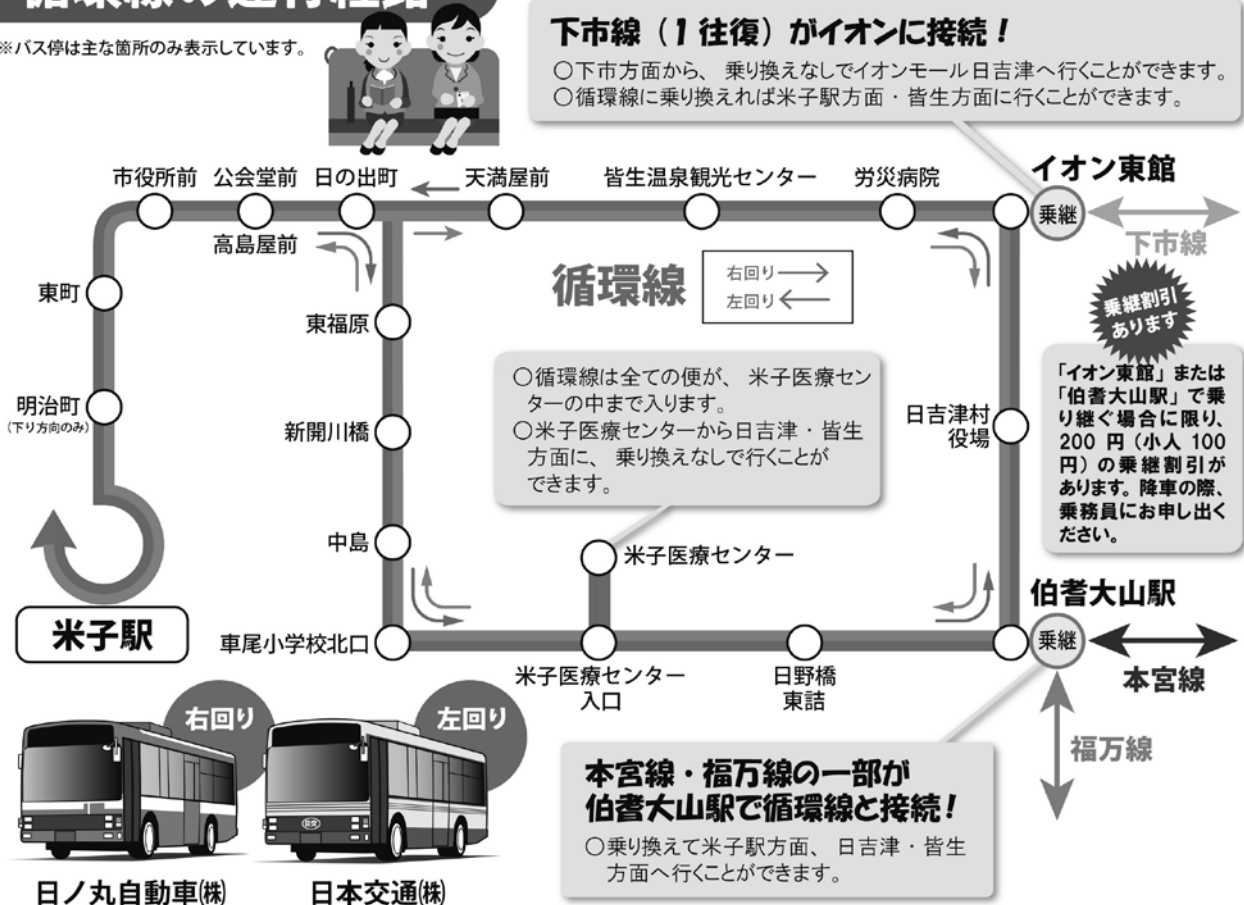 循環線の運行経路
※バス停は主な箇所のみ表示しています。
下市線(1往復)がイオンに接続!
○下市方面から、乗り換えなしでイオンモール日吉津へ行くことができます。
○循環線に乗り換えれば米子駅方面・皆生方面に行くことができます。
市役所前
公会堂前
日の出町
天満屋前
皆生温泉観光センター
労災病院
イオン東館
乗継
高島屋前
下市線
循環線
右回り
左回り
東町
東福原
乗継割引
あります
「イオン東館」または
「伯耆大山駅」で乗
り継ぐ場合に限り、
200 円(小人 100
円)の乗継割引が
あります。降車の際、
乗務員にお申し出く
ださい。
○循環線は全ての便が、米子医療セン
ターの中まで入ります。
○米子医療センターから日吉津・皆生
方面に、乗り換えなしで行くことが
できます。
明治町
(下り方向のみ)
新開川橋
日吉津村
役場
中島
米子医療センター
米子駅
車尾小学校北口
米子医療センター
入口
日野橋
東詰
伯耆大山駅
乗継
本宮線
福万線
右回り
左回り
本宮線・福万線の一部が
伯耆大山駅で循環線と接続!
○乗り換えて米子駅方面、日吉津・皆生
方面へ行くことができます。
日ノ丸自動車㈱
日本交通㈱